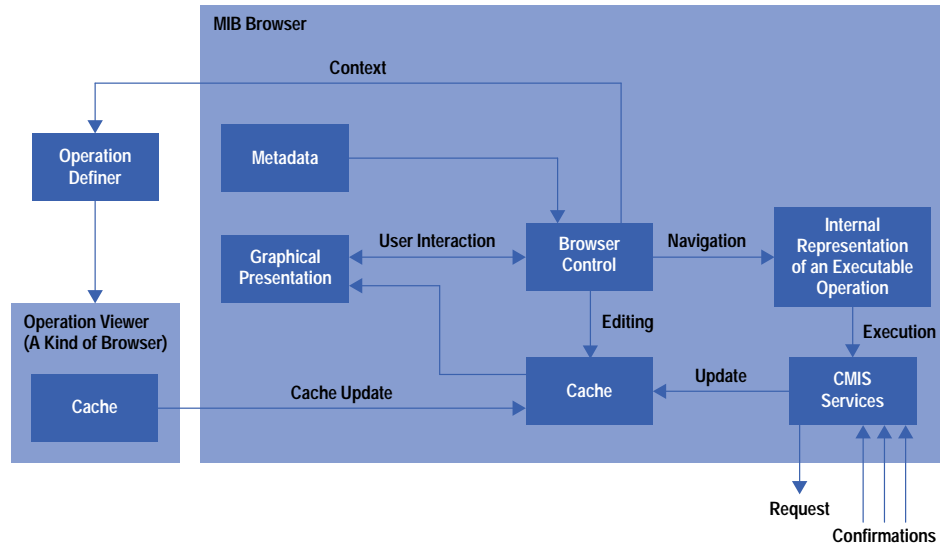 MIB Browser
Context
Operation
Definer
Metadata
Graphical
Presentation
User Interaction
Browser
Control
Navigation
Internal
Representation
of an Executable
Operation
Operation Viewer
(A Kind of Browser)
Editing
Execution
Cache
Cache Update
Cache
Update
CMIS
Services
Request
Confirmations